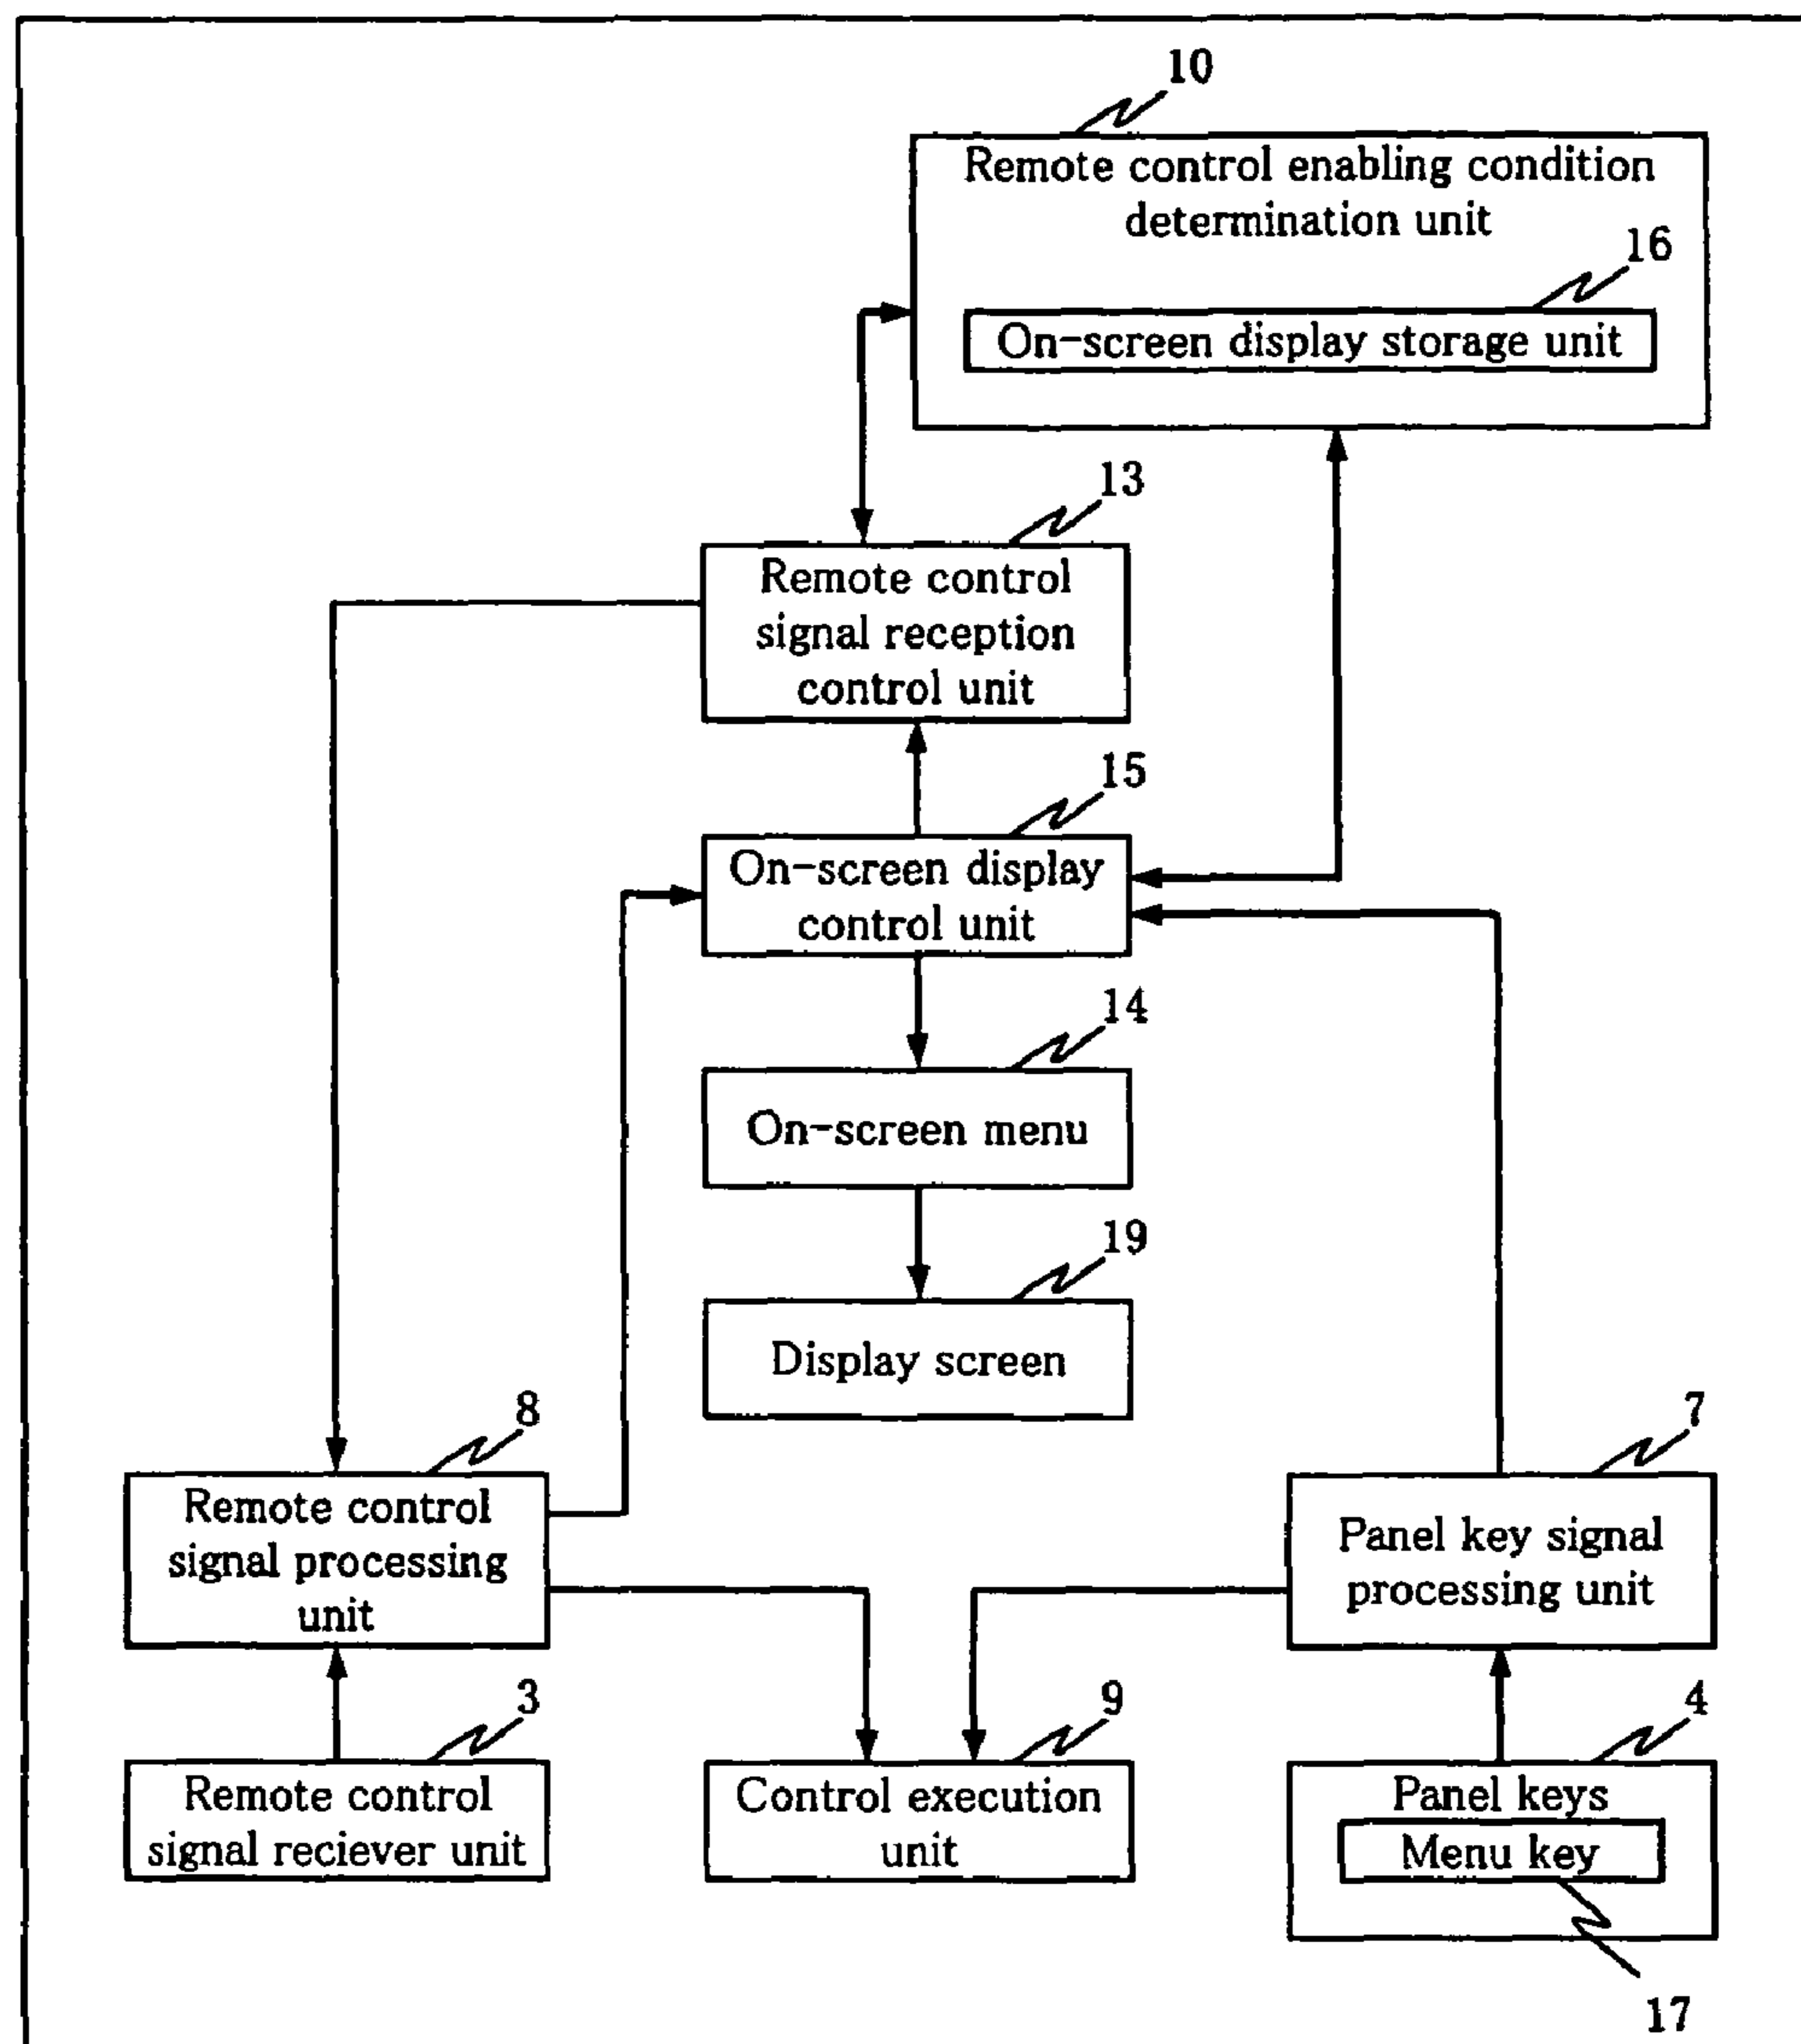 10
Remote control enabling condition
determination unit
16
On-screen display storage unit
13
Remote control
signal reception
control unit
15
On-screen display
control unit
14
On-screen menu
19
Display screen
8
Remote control
signal processing
unit
7
Panel key signal
processing unit
3
Remote control
signal reciever unit
9
Control execution
unit
4
Panel keys
Menu key
17